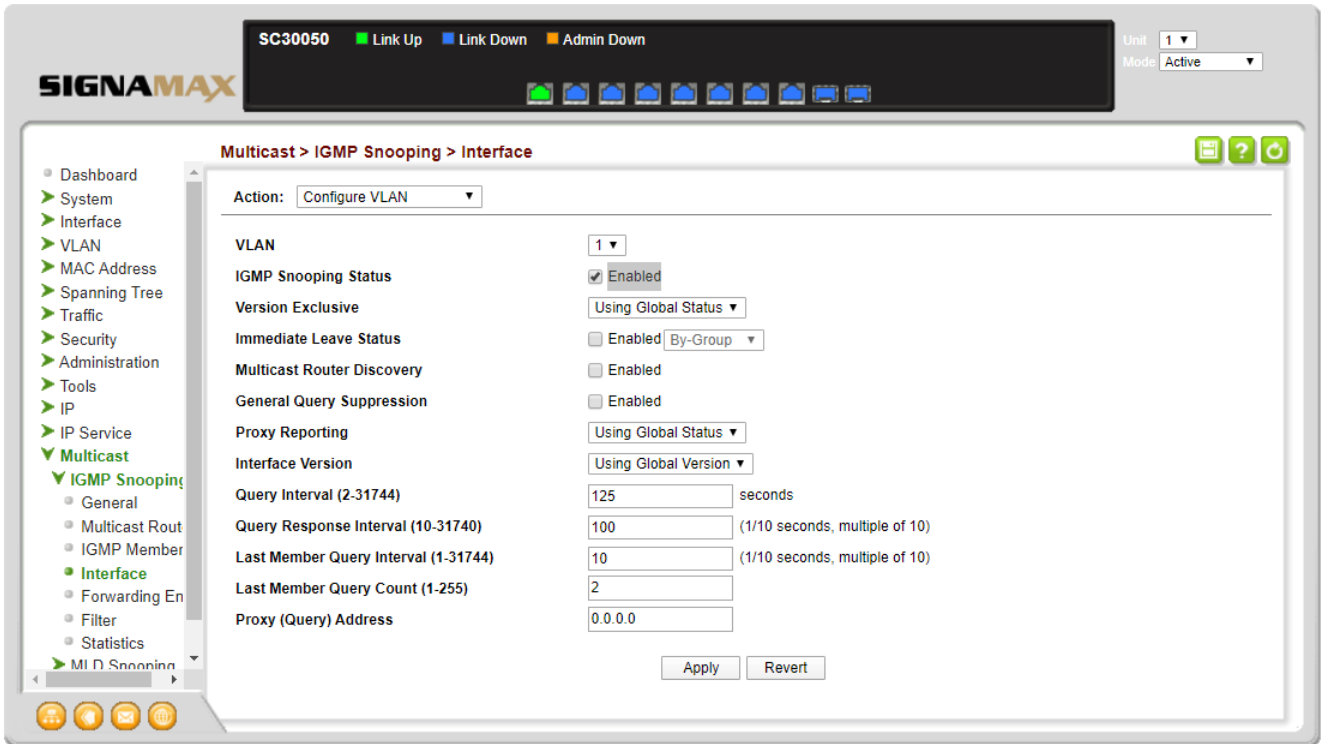 SC30050 Link Up Link Down Admin Down
Unit 1
Mode Active
SIGNAMAX
Multicast > IGMP Snooping > Interface
Dashboard
System
Interface
VLAN
MAC Address
Spanning Tree
Traffic
Security
Administration
Tools
IP
IP Service
Multicast
IGMP Snooping
General
Multicast Rout
IGMP Member
Interface
Forwarding En
Filter
Statistics
MLD Snooping
Action: Configure VLAN
VLAN 1
IGMP Snooping Status Enabled
Version Exclusive Using Global Status
Immediate Leave Status Enabled By-Group
Multicast Router Discovery Enabled
General Query Suppression Enabled
Proxy Reporting Using Global Status
Interface Version Using Global Version
Query Interval (2-31744) 125 seconds
Query Response Interval (10-31740) 100 (1/10 seconds, multiple of 10)
Last Member Query Interval (1-31744) 10 (1/10 seconds, multiple of 10)
Last Member Query Count (1-255) 2
Proxy (Query) Address 0.0.0.0
Apply Revert